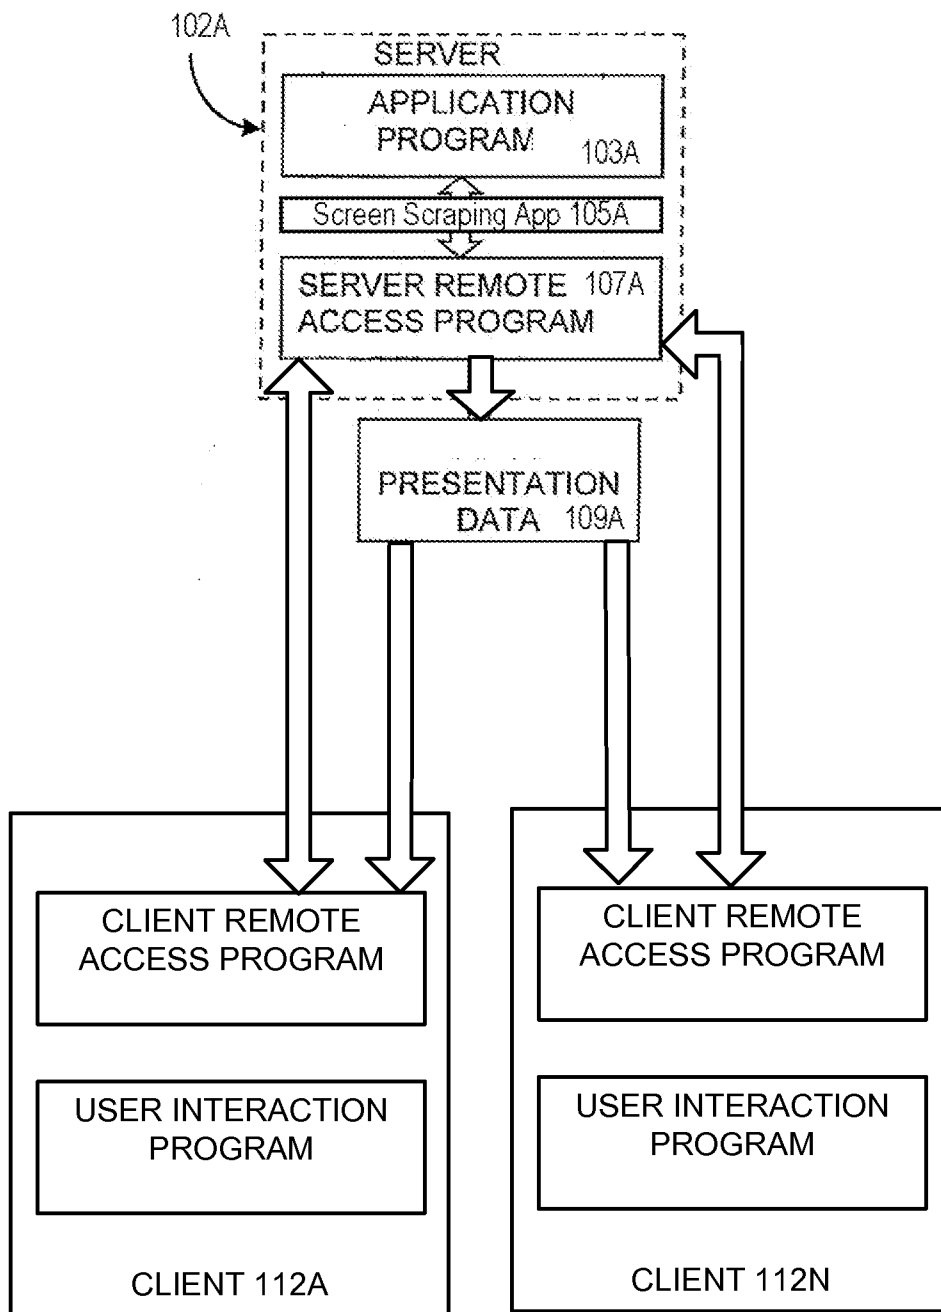 102A
SERVER
APPLICATION
PROGRAM
103A
Screen Scraping App 105A
SERVER REMOTE 107A
ACCESS PROGRAM
PRESENTATION
DATA 109A
CLIENT REMOTE
ACCESS PROGRAM
USER INTERACTION
PROGRAM
CLIENT 112A
CLIENT REMOTE
ACCESS PROGRAM
USER INTERACTION
PROGRAM
CLIENT 112N